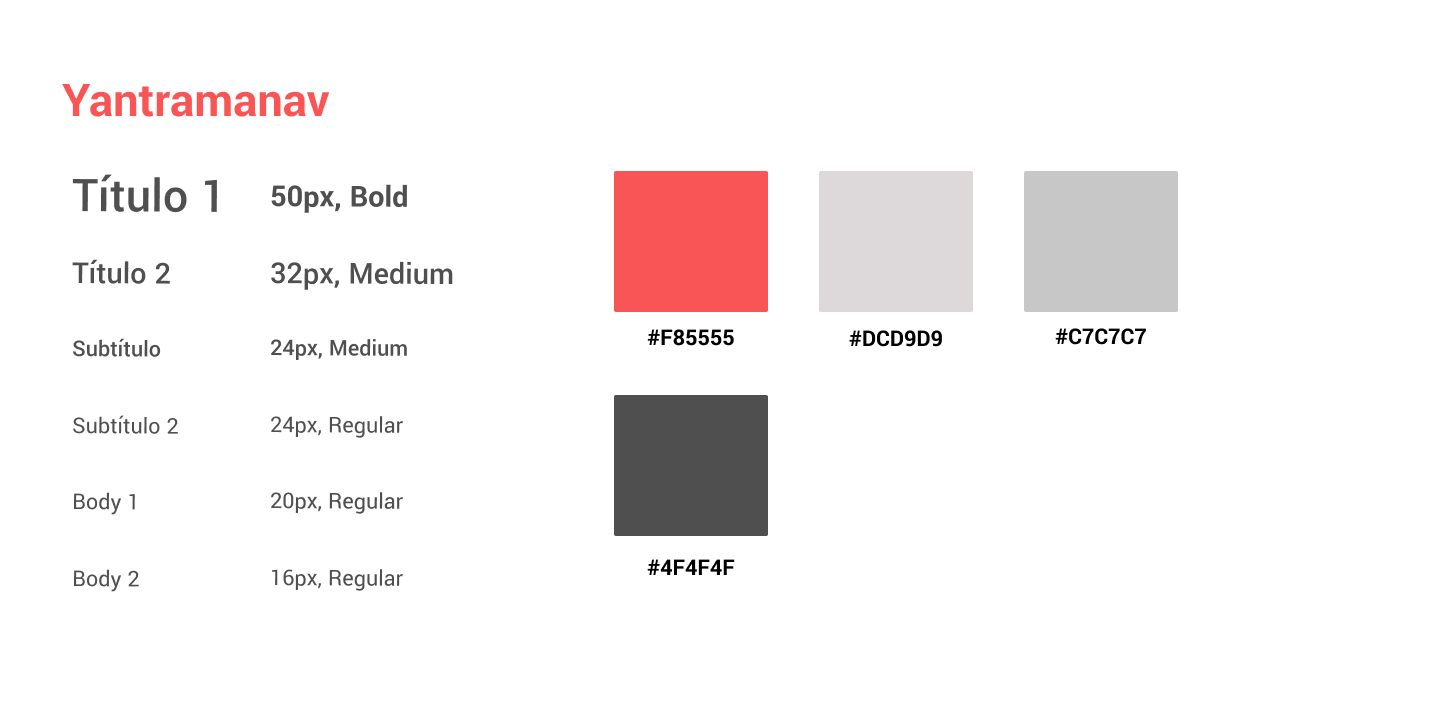 Yantramanav
Título 1 50px, Bold
Título 2 32px, Medium
Subtítulo 24px, Medium
Subtítulo 2 24px, Regular
Body 1 20px, Regular
Body 2 16px, Regular
#F85555 #DCD9D9 #C7C7C7
#4F4F4F